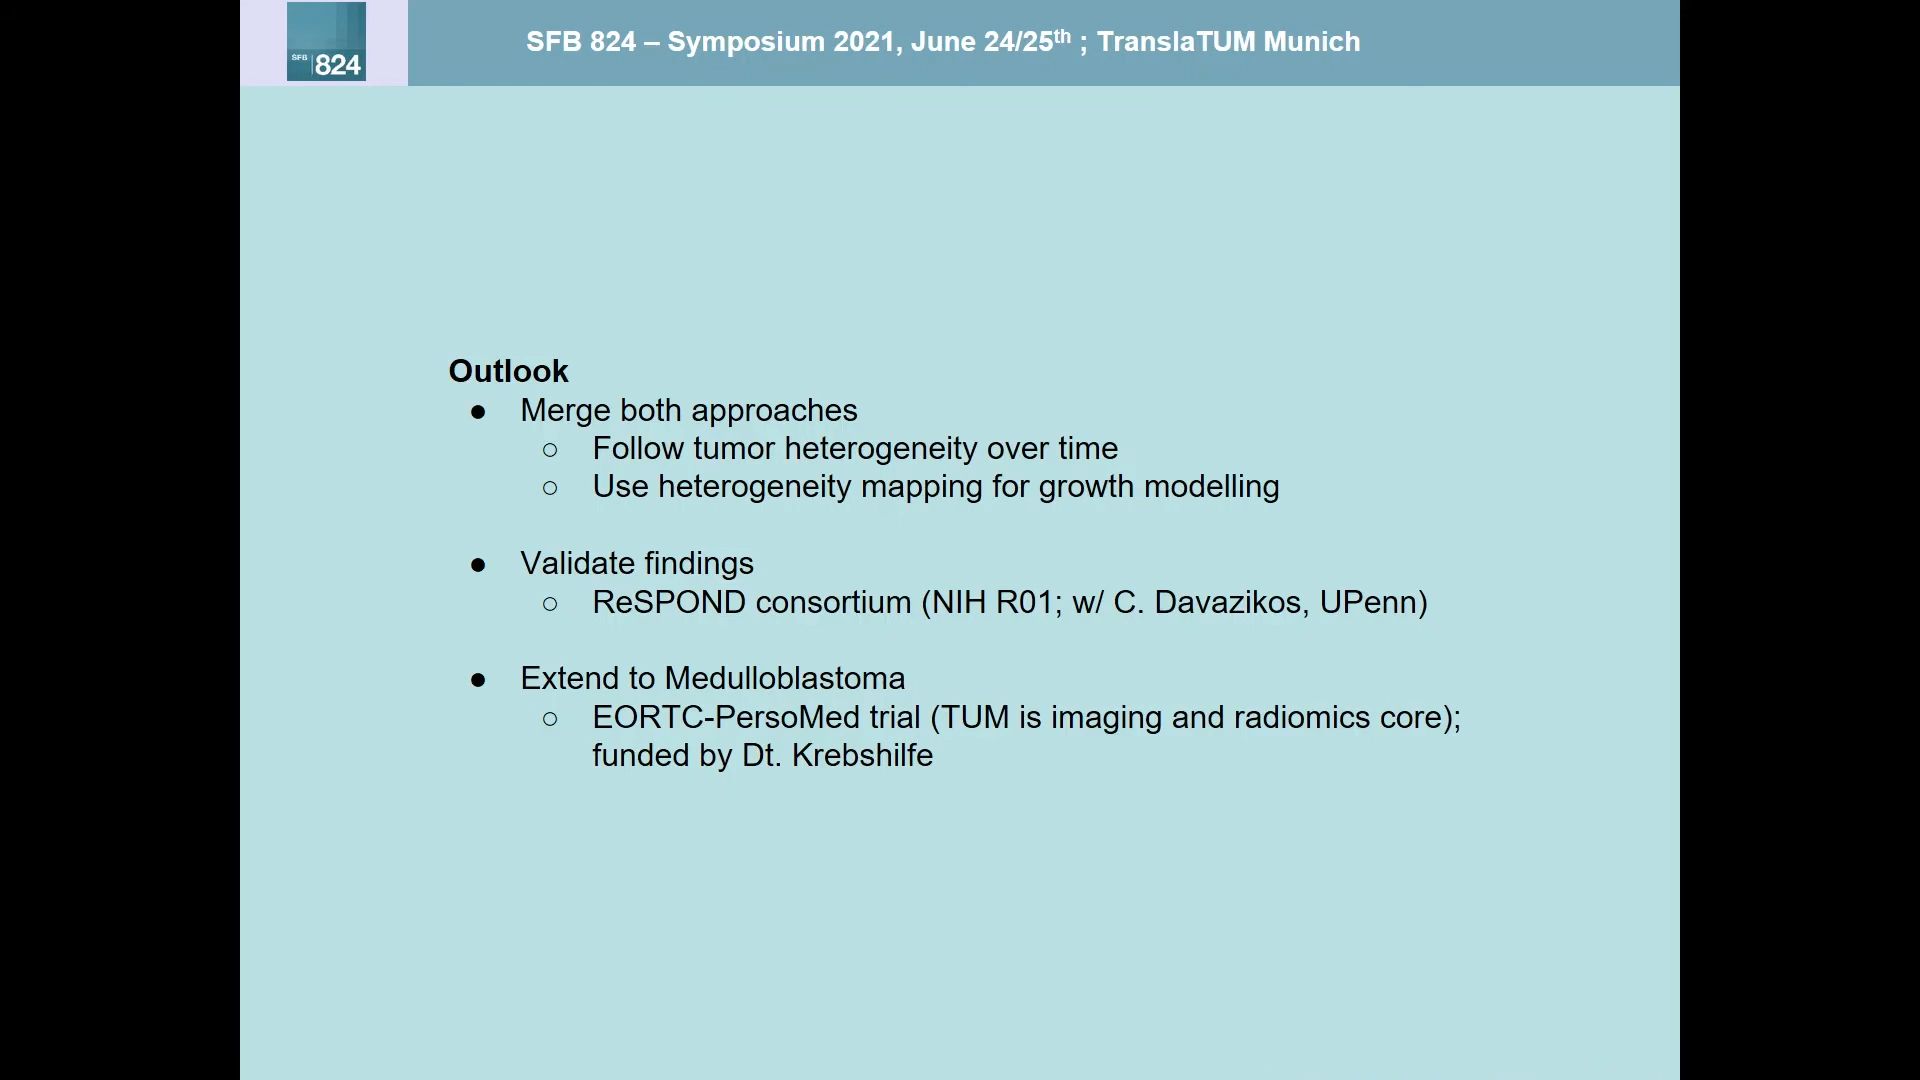 SFB 824 – Symposium 2021, June 24/25th ; TranslaTUM Munich
SFB 824
Outlook
● Merge both approaches
○ Follow tumor heterogeneity over time
○ Use heterogeneity mapping for growth modelling
● Validate findings
○ ReSPOND consortium (NIH R01; w/ C. Davazikos, UPenn)
● Extend to Medulloblastoma
○ EORTC-PersoMed trial (TUM is imaging and radiomics core);
funded by Dt. Krebshilfe